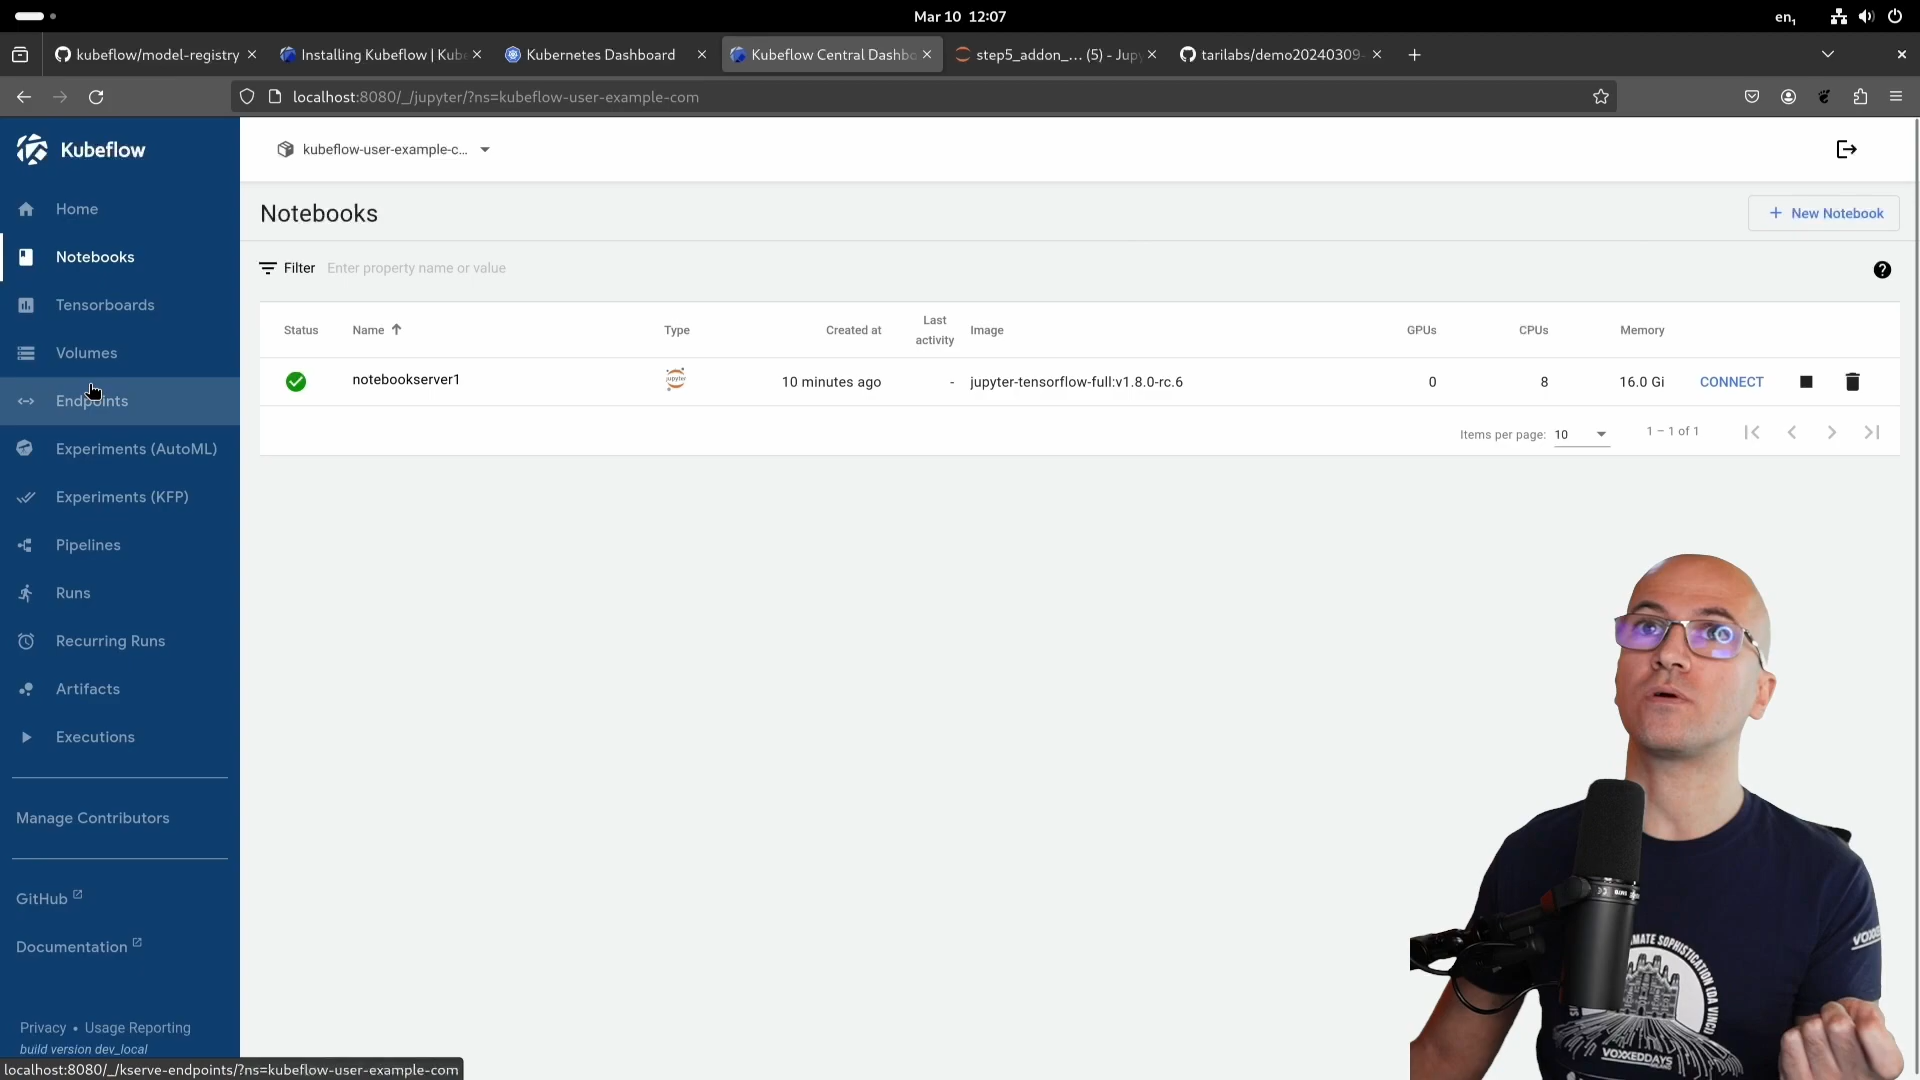 Mar 10 12:07
en₁
kubeflow/model-registry
Installing Kubeflow | Kub
Kubernetes Dashboard
Kubeflow Central Dashbo
step5_addon_... (5) - Jup
tarilabs/demo20240309-
localhost:8080/_/jupyter/?ns=kubeflow-user-example-com
Kubeflow
kubeflow-user-example-c...
Home
Notebooks
Tensorboards
Volumes
Endpoints
Experiments (AutoML)
Experiments (KFP)
Pipelines
Runs
Recurring Runs
Artifacts
Executions
Manage Contributors
GitHub
Documentation
Privacy • Usage Reporting
build version dev_local
localhost:8080/_/kserve-endpoints/?ns=kubeflow-user-example-com
Notebooks
+ New Notebook
Filter Enter property name or value
Status Name Type Created at Last activity Image GPUs CPUs Memory
notebookserver1 jupyter 10 minutes ago - jupyter-tensorflow-full:v1.8.0-rc.6 0 8 16.0 Gi CONNECT
Items per page: 10 1 – 1 of 1
VOXXEDDAYS